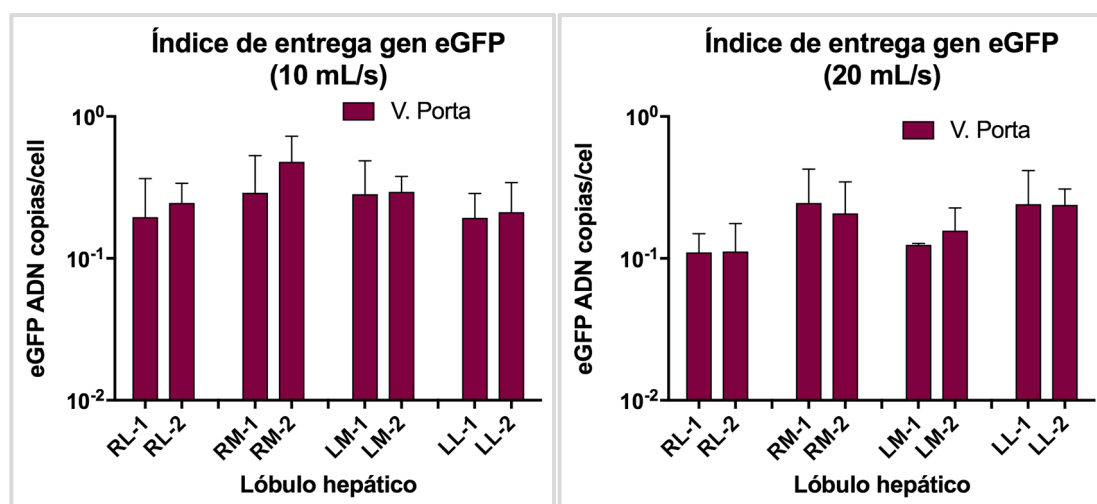 Índice de entrega gen eGFP
(10 mL/s)
V. Porta
eGFP ADN copias/cell
10⁰
10⁻¹
10⁻²
RL-1
RL-2
RM-1
RM-2
LM-1
LM-2
LL-1
LL-2
Lóbulo hepático
Índice de entrega gen eGFP
(20 mL/s)
V. Porta
eGFP ADN copias/cel
10⁰
10⁻¹
10⁻²
RL-1
RL-2
RM-1
RM-2
LM-1
LM-2
LL-1
LL-2
Lóbulo hepático